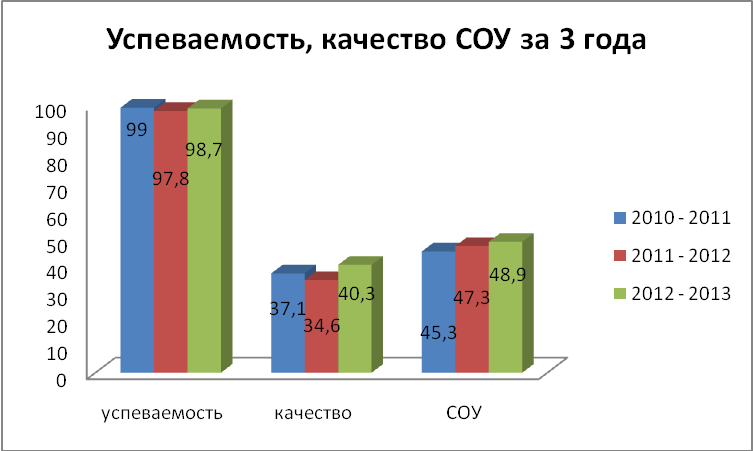 Успеваемость, качество СОУ за 3 года
100
90
80
70
60
50
40
30
20
10
0
99
97,8
98,7
37,1
34,6
40,3
45,3
47,3
48,9
успеваемость
качество
СОУ
2010 - 2011
2011 - 2012
2012 - 2013